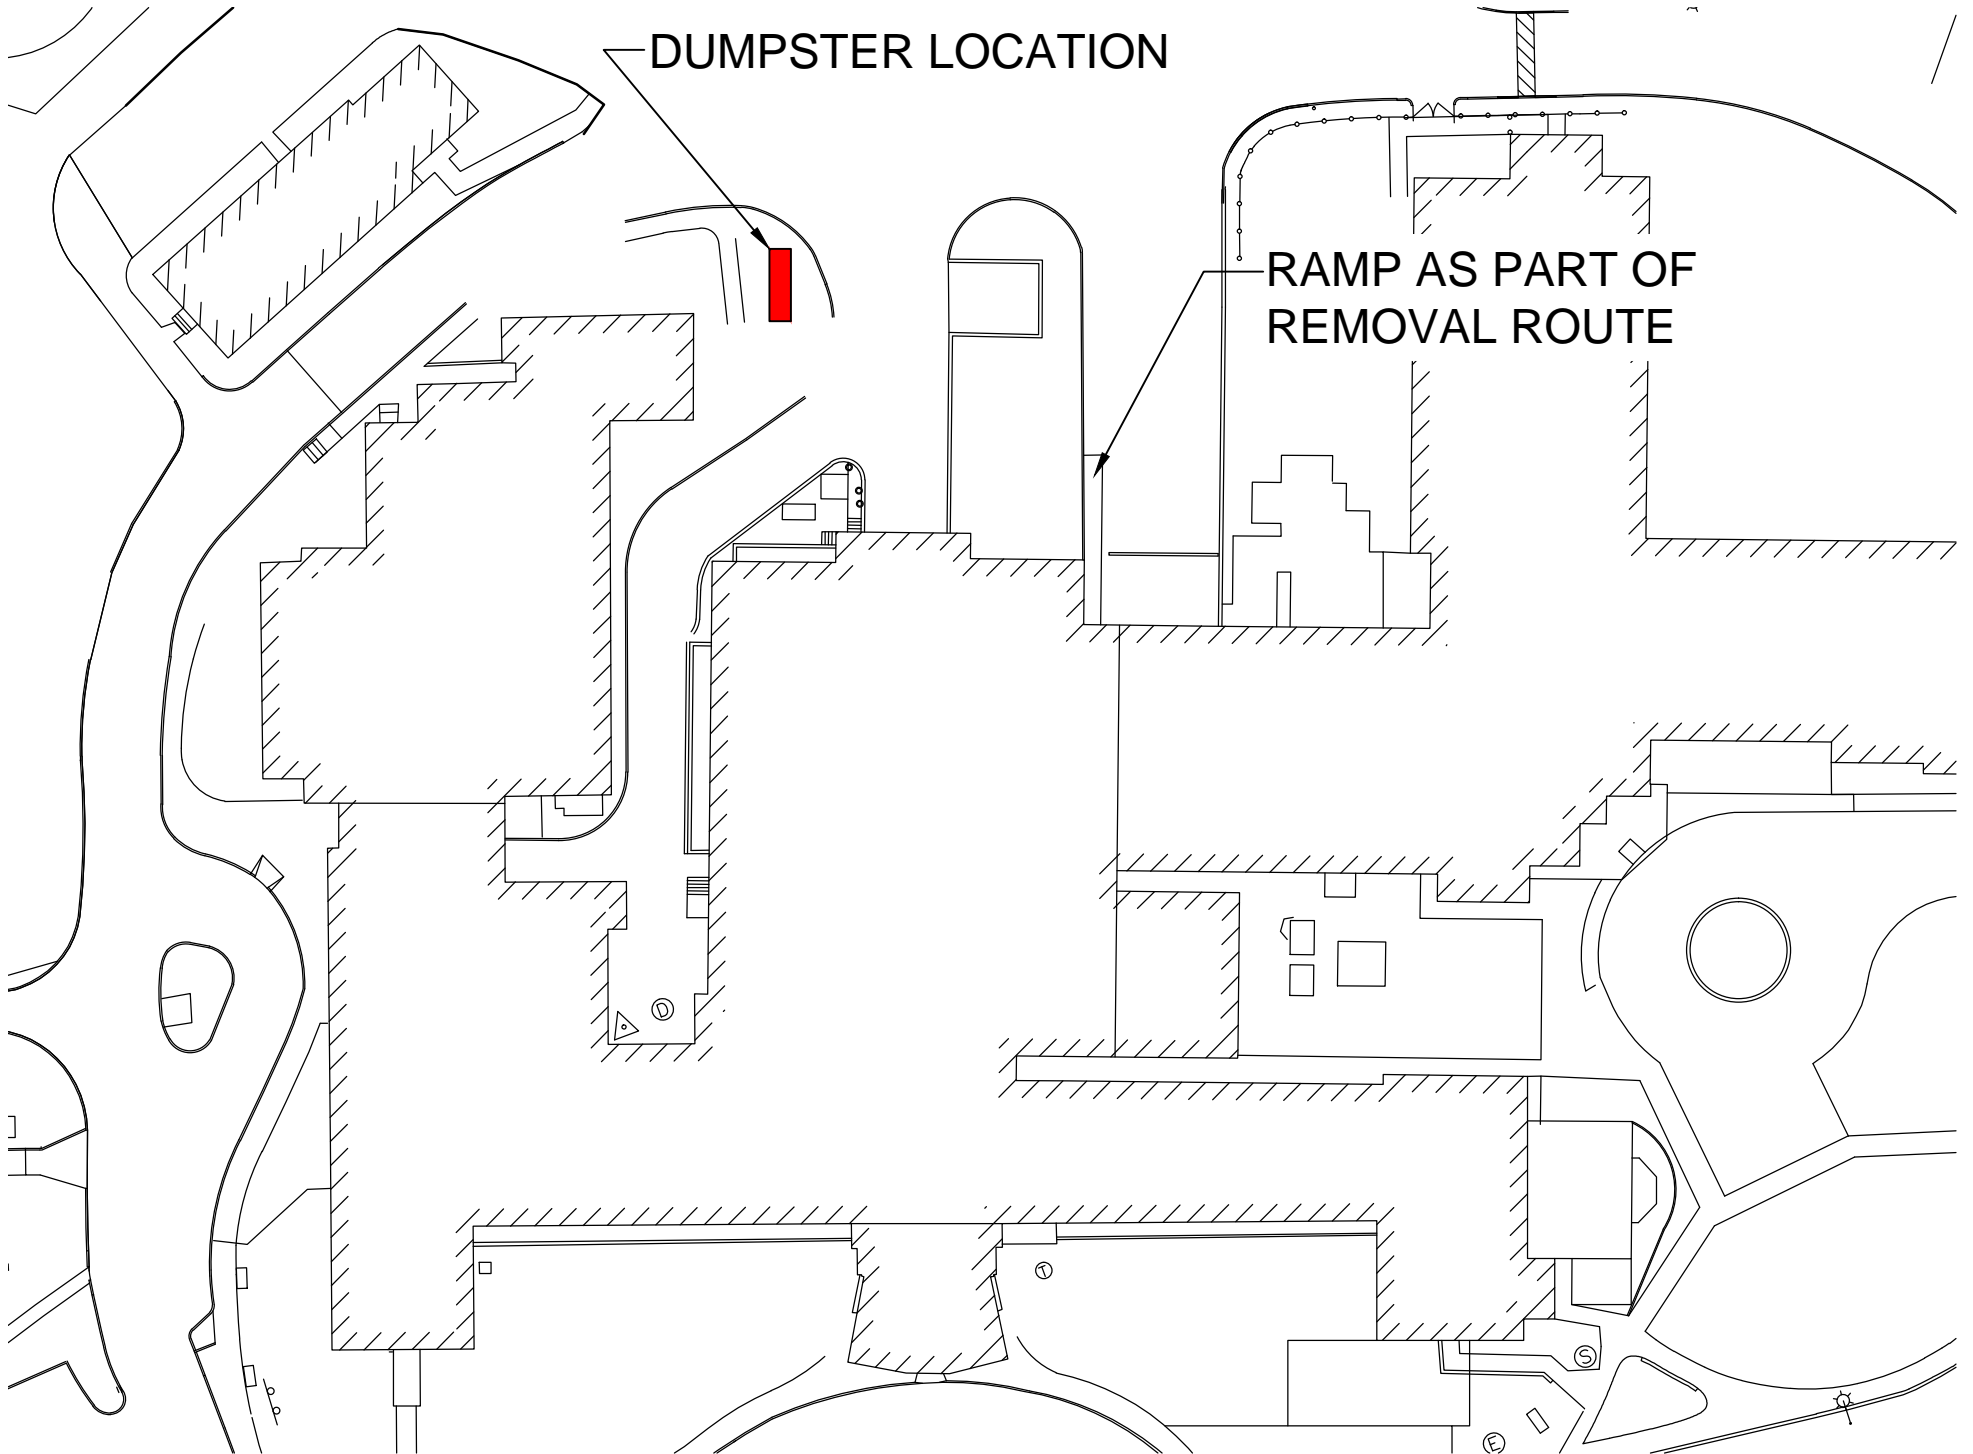 DUMPSTER LOCATION
RAMP AS PART OF
REMOVAL ROUTE
D
T
S
E